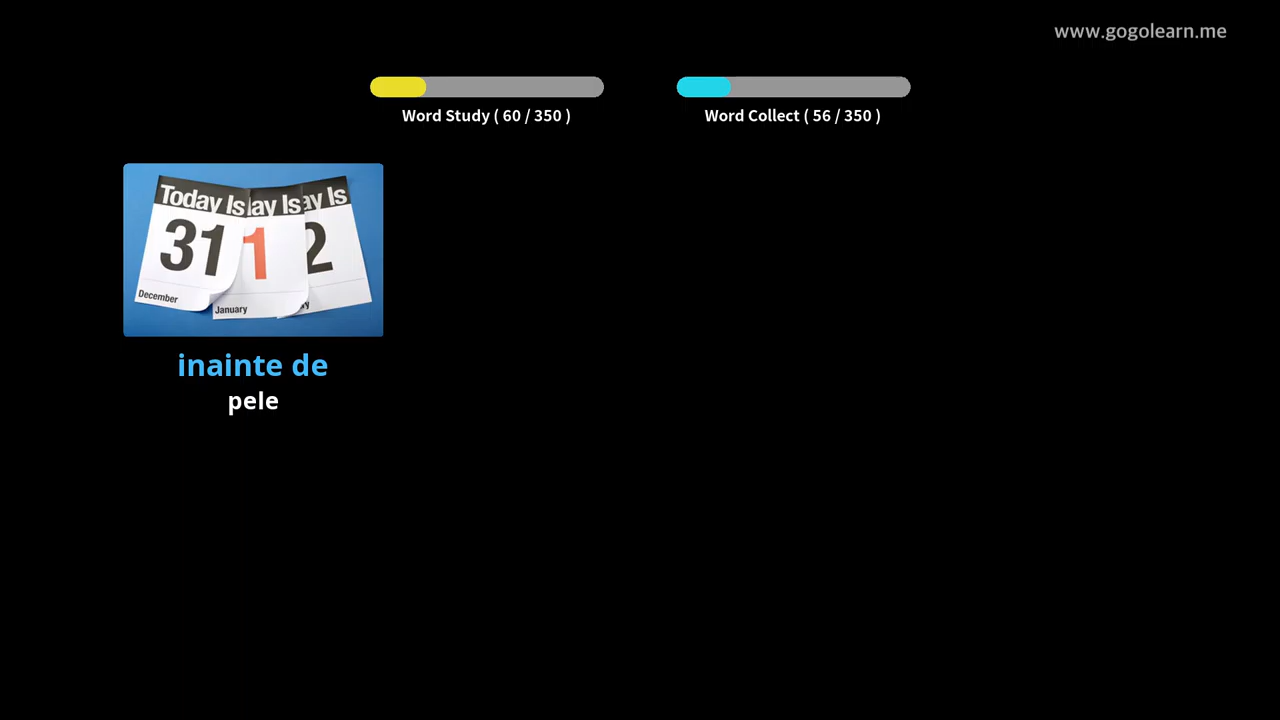 www.gogolearn.me
Word Study ( 60 / 350 )
Word Collect ( 56 / 350 )
Today Is ay Is ay Is
31 1 2
December
January
inainte de
pele